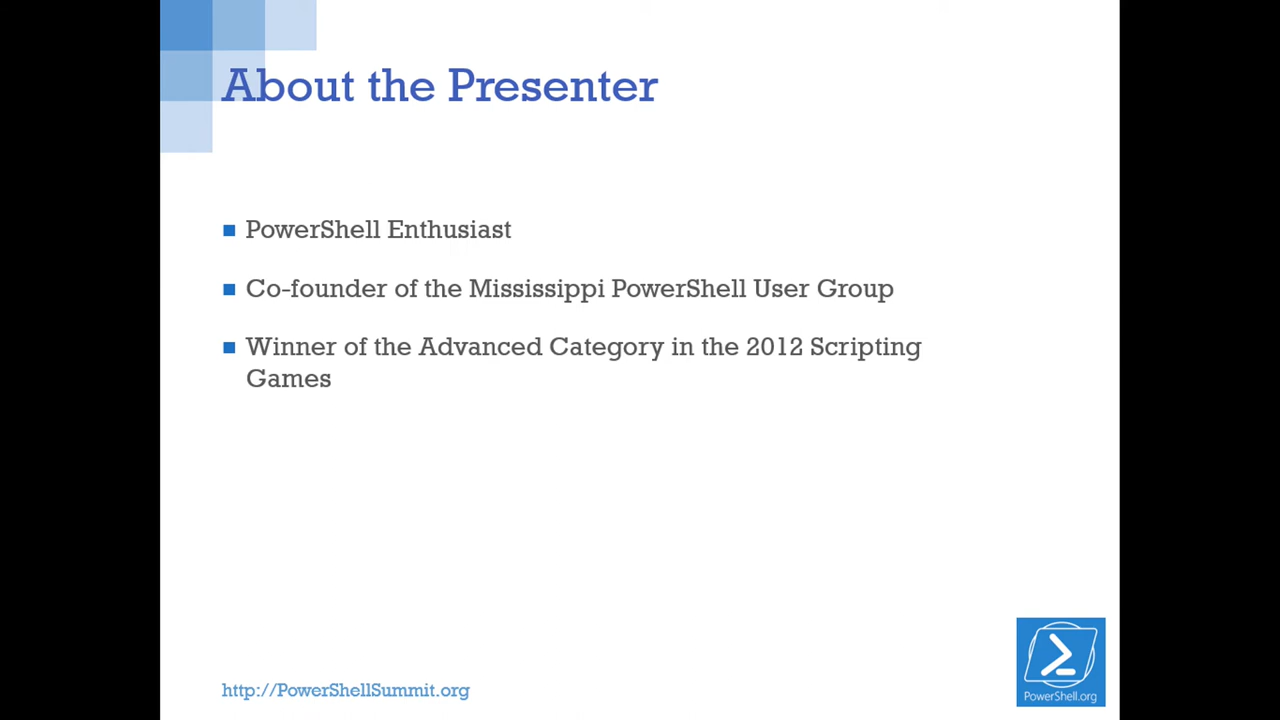 About the Presenter
PowerShell Enthusiast
Co-founder of the Mississippi PowerShell User Group
Winner of the Advanced Category in the 2012 Scripting
Games
http://PowerShellSummit.org
PowerShell.org